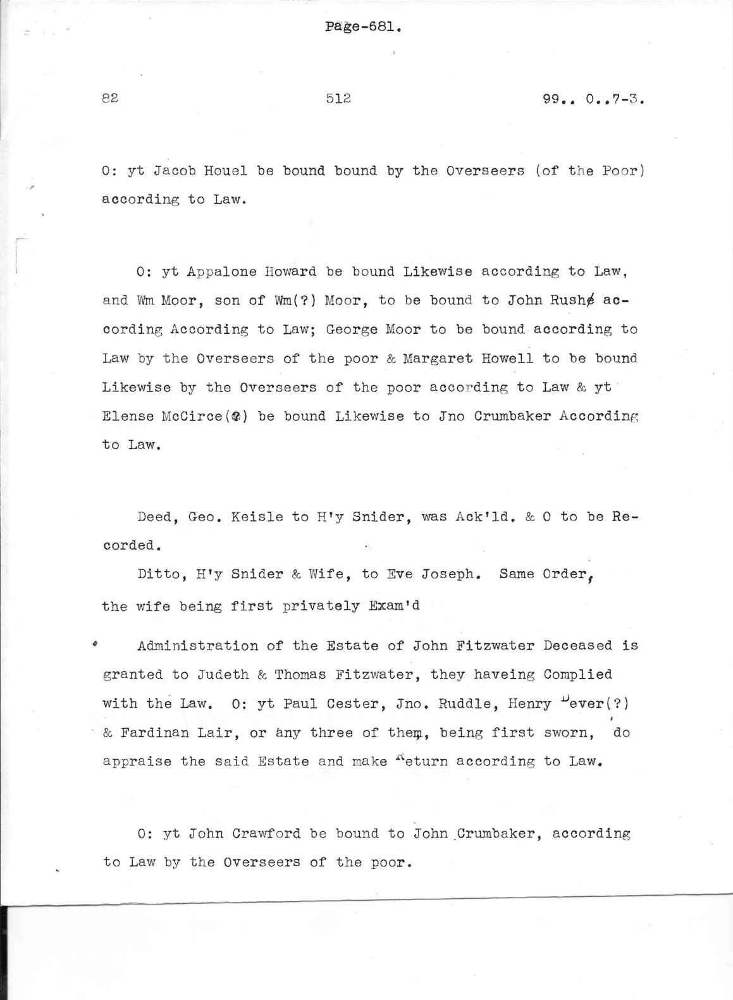 Page-681.
82 512 99.. 0..7-3.
O: yt Jacob Houel be bound bound by the Overseers (of the Poor)
according to Law.
O: yt Appalone Howard be bound Likewise according to Law,
and Wm Moor, son of Wm(?) Moor, to be bound to John Rush ac-
cording According to Law; George Moor to be bound according to
Law by the Overseers of the poor & Margaret Howell to be bound
Likewise by the Overseers of the poor according to Law & yt
Elense McCirce(?) be bound Likewise to Jno Crumbaker According
to Law.
Deed, Geo. Keisle to H'y Snider, was Ack'ld. & O to be Re-
corded.
Ditto, H'y Snider & Wife, to Eve Joseph. Same Order,
the wife being first privately Exam'd
Administration of the Estate of John Fitzwater Deceased is
granted to Judeth & Thomas Fitzwater, they haveing Complied
with the Law. O: yt Paul Cester, Jno. Ruddle, Henry Dever(?)
& Fardinan Lair, or any three of them, being first sworn, do
appraise the said Estate and make Return according to Law.
O: yt John Crawford be bound to John Crumbaker, according
to Law by the Overseers of the poor.